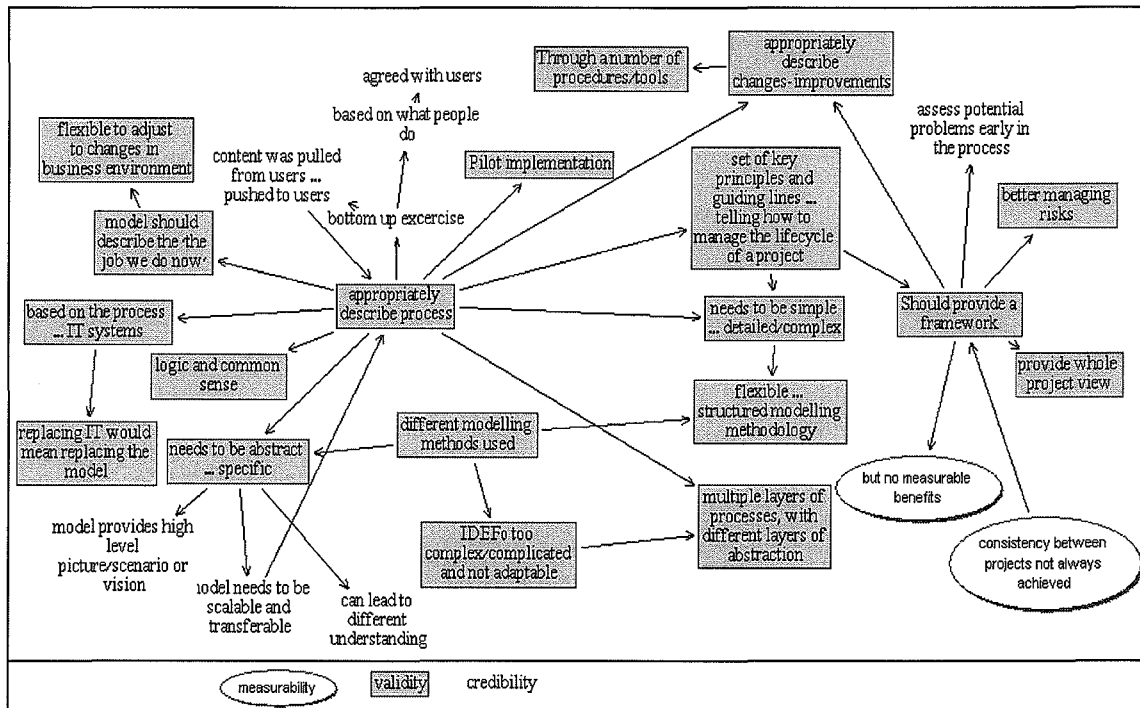 Through a number of
procedures/tools
appropriately
describe
changes-improvements
agreed with users
based on what people
do
assess potential
problems early in
the process
flexible to adjust
to changes in
business environment
content was pulled
from users ...
pushed to users
Pilot implementation
set of key
principles and
guiding lines ...
telling how to
manage the lifecycle
of a project
better managing
risks
bottom up excercise
model should
describe the 'the
job we do now'
appropriately
describe process
based on the process
... IT systems
needs to be simple
... detailed/complex
Should provide a
framework
logic and common
sense
provide whole
project view
flexible ...
structured modelling
methodology
different modelling
methods used
replacing IT would
mean replacing the
model
needs to be abstract
... specific
but no measurable
benefits
multiple layers of
processes, with
different layers of
abstraction
IDEF0 too
complex/complicated
and not adaptable
model provides high
level
picture/scenario or
vision
consistency between
projects not always
achieved
nodel needs to be
scalable and
transferable
can lead to
different
understanding
measurability
validity
credibility